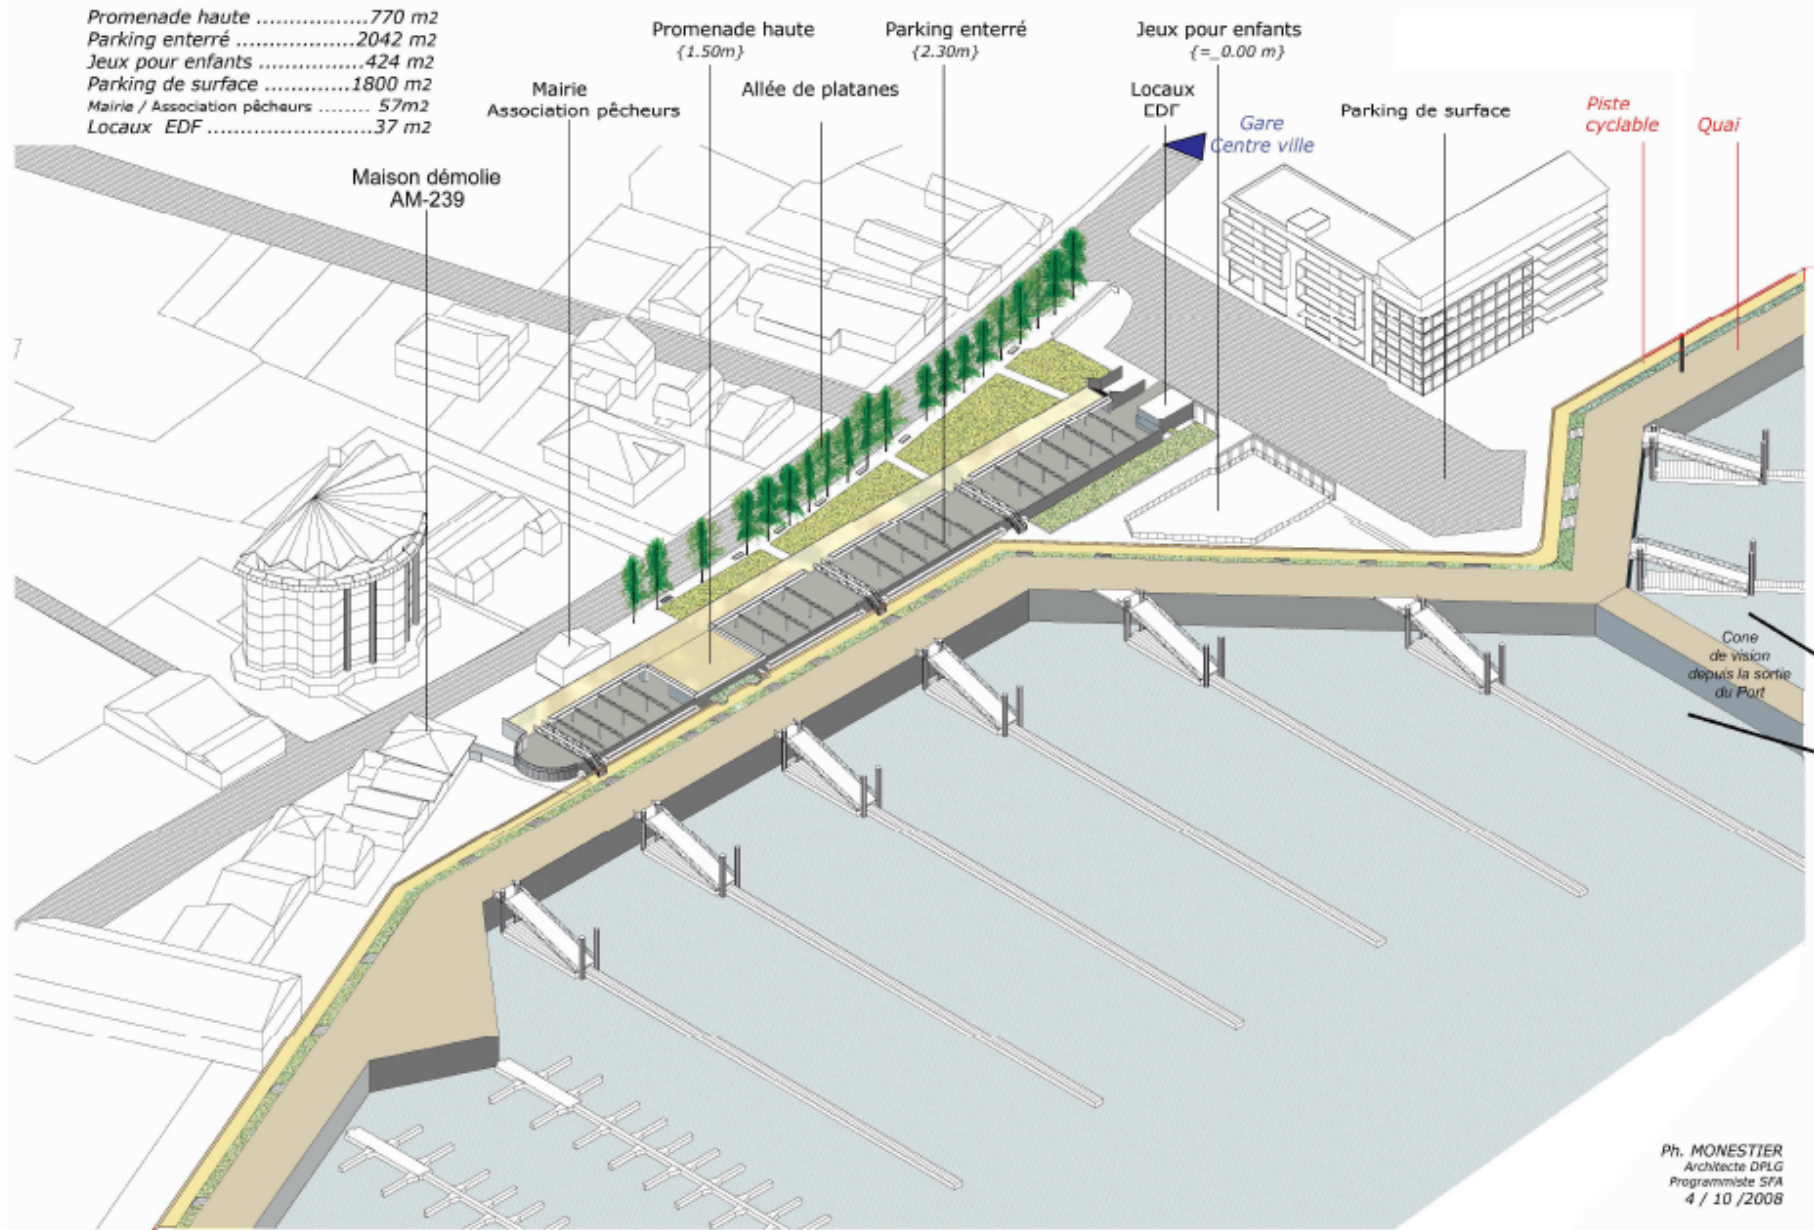 Promenade haute .................770 m2
Parking enterré ................2042 m2
Jeux pour enfants ..............424 m2
Parking de surface ............1800 m2
Mairie / Association pêcheurs ........ 57m2
Locaux EDF .........................37 m2
Promenade haute
{1.50m}
Parking enterré
{2.30m}
Jeux pour enfants
{=_0.00 m}
Mairie
Association pêcheurs
Allée de platanes
Locaux
EDF
Gare
Centre ville
Parking de surface
Piste
cyclable
Quai
Maison démolie
AM-239
Cone
de vision
depuis la sortie
du Port
Ph. MONESTIER
Architecte DPLG
Programmiste SFA
4 / 10 /2008